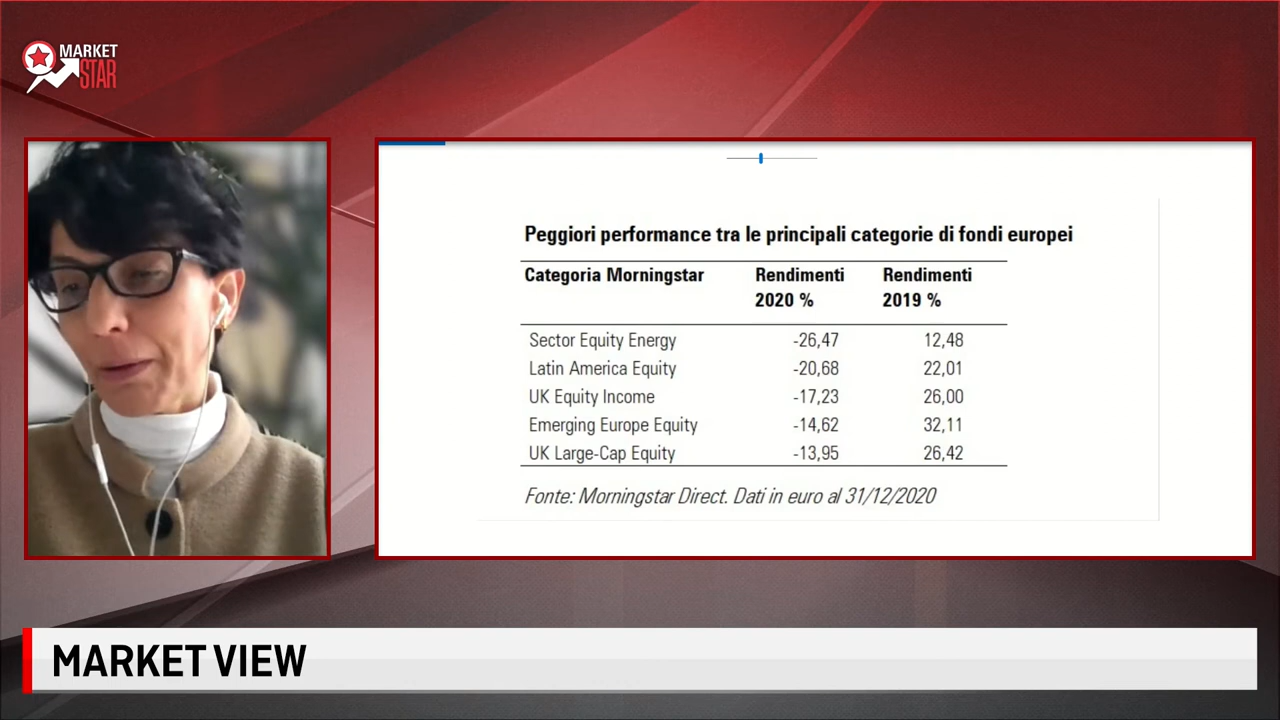 MARKET
STAR
Peggiori performance tra le principali categorie di fondi europei
Categoria Morningstar Rendimenti 2020 % Rendimenti 2019 %
Sector Equity Energy -26,47 12,48
Latin America Equity -20,68 22,01
UK Equity Income -17,23 26,00
Emerging Europe Equity -14,62 32,11
UK Large-Cap Equity -13,95 26,42
Fonte: Morningstar Direct. Dati in euro al 31/12/2020
MARKET VIEW